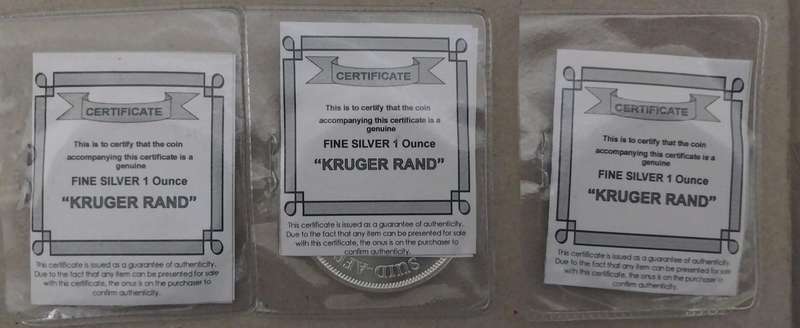 CERTIFICATE
This is to certify that the coin
accompanying this certificate is a
genuine
FINE SILVER 1 Ounce
“KRUGER RAND”
This certificate is issued as a guarantee of authenticity.
Due to the fact that any item can be presented for sale
with this certificate, the onus is on the purchaser to
confirm authenticity.
CERTIFICATE
This is to certify that the coin
accompanying this certificate is a
genuine
FINE SILVER 1 Ounce
“KRUGER RAND”
This certificate is issued as a guarantee of authenticity.
Due to the fact that any item can be presented for sale
with this certificate, the onus is on the purchaser to
confirm authenticity.
SUID-AF
CERTIFICATE
This is to certify that the coin
accompanying this certificate is a
genuine
FINE SILVER 1 Ounce
“KRUGER RAND”
This certificate is issued as a guarantee of authenticity.
Due to the fact that any item can be presented for sale
with this certificate, the onus is on the purchaser to
confirm authenticity.